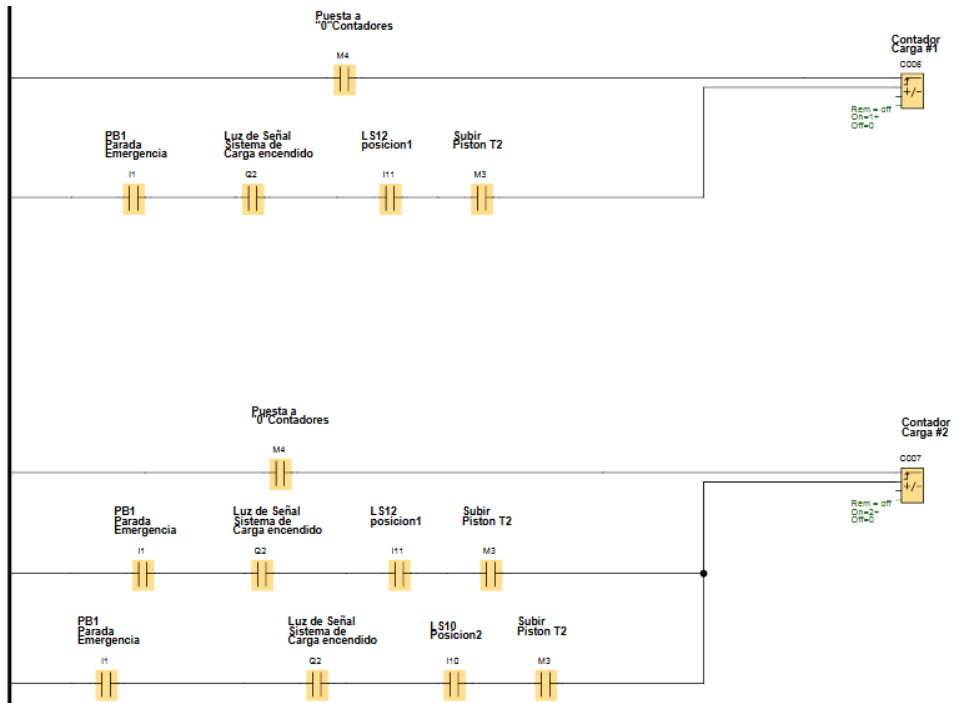 Puesta a
"0"Contadores
M4
Contador
Carga #1
C006
+/-
Rem = off
On=1+
Off=0
PB1
Parada
Emergencia
I1
Luz de Señal
Sistema de
Carga encendido
Q2
LS12
posicion1
I11
Subir
Piston T2
M3
Puesta a
"0"Contadores
M4
Contador
Carga #2
C007
+/-
Rem = off
On=2+
Off=0
PB1
Parada
Emergencia
I1
Luz de Señal
Sistema de
Carga encendido
Q2
LS12
posicion1
I11
Subir
Piston T2
M3
PB1
Parada
Emergencia
I1
Luz de Señal
Sistema de
Carga encendido
Q2
LS10
Posicion2
I10
Subir
Piston T2
M3